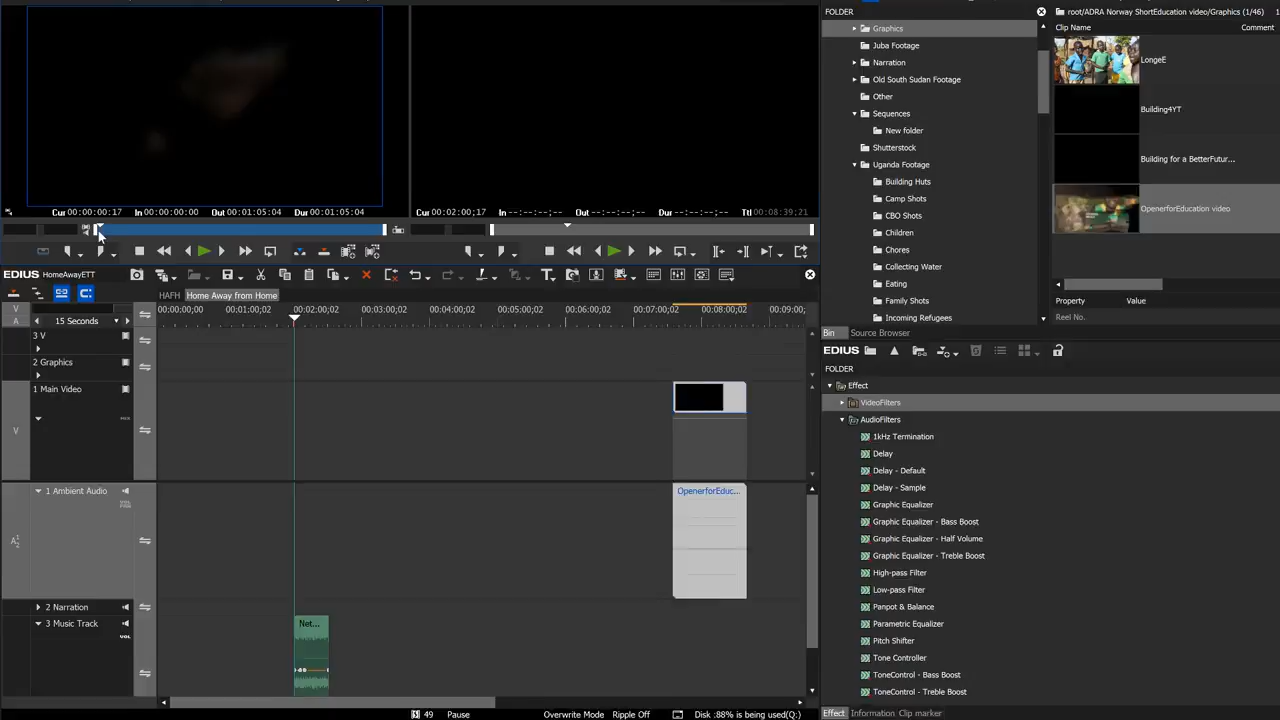 Cur 00:00:00:17 In 00:00:00:00 Out 00:01:05:04 Dur 00:01:05:04
Cur 00:02:00;17 In --:--:--;-- Out --:--:--;-- Dur --:--:--;-- Ttl 00:08:39;21
EDIUS HomeAwayETT
HAFH Home Away from Home
V
A
15 Seconds
00:00:00;00 00:01:00;02 00:02:00;02 00:03:00;02 00:04:00;02 00:05:00;02 00:06:00;02 00:07:00;02 00:08:00;02 00:09:00;
3 V
2 Graphics
1 Main Video
V
1 Ambient Audio
OpenerforEduc...
A12
2 Narration
3 Music Track
VOL
Net...
49 Pause Overwrite Mode Ripple Off Disk :88% is being used(Q:)
FOLDER
Graphics
Juba Footage
Narration
Old South Sudan Footage
Other
Sequences
New folder
Shutterstock
Uganda Footage
Building Huts
Camp Shots
CBO Shots
Children
Chores
Collecting Water
Eating
Family Shots
Incoming Refugees
Bin Source Browser
root/ADRA Norway ShortEducation video/Graphics (1/46)
Clip Name Comment
LongeE
Building4YT
Building for a BetterFutur...
OpenerforEducation video
Property Value
Reel No.
EDIUS
FOLDER
Effect
VideoFilters
AudioFilters
1kHz Termination
Delay
Delay - Default
Delay - Sample
Graphic Equalizer
Graphic Equalizer - Bass Boost
Graphic Equalizer - Half Volume
Graphic Equalizer - Treble Boost
High-pass Filter
Low-pass Filter
Panpot & Balance
Parametric Equalizer
Pitch Shifter
Tone Controller
ToneControl - Bass Boost
ToneControl - Treble Boost
Effect Information Clip marker